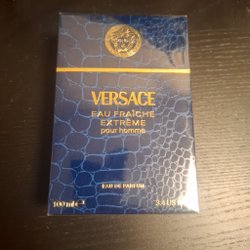 VERSACE
EAU FRAÎCHE
EXTRÊME
pour homme
EAU DE PARFUM
100 ml e 3.4 US